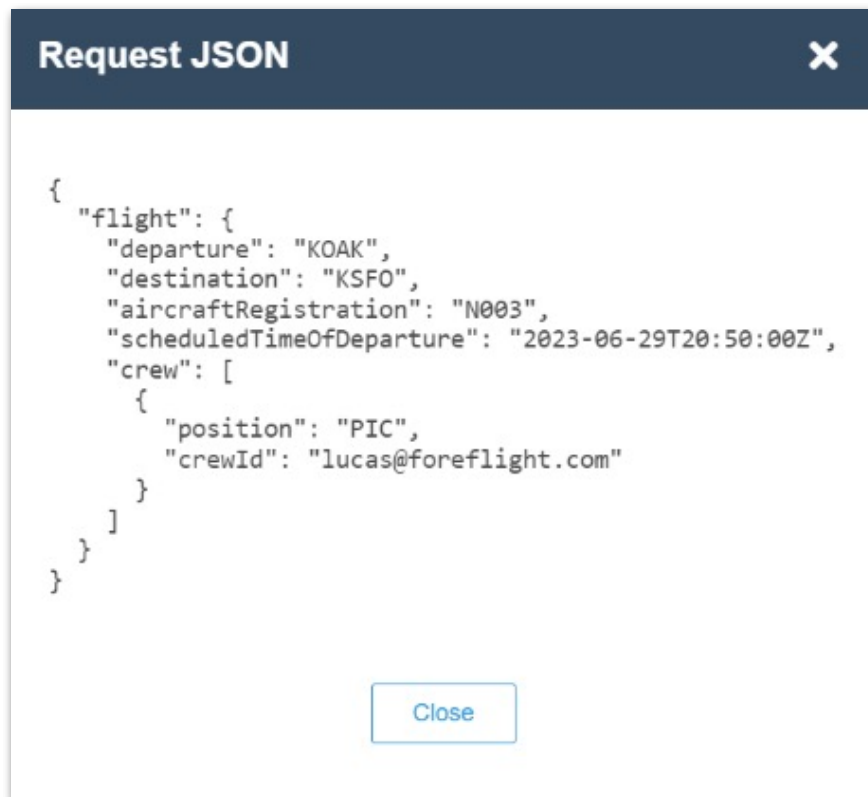 Request JSON
{
  "flight": {
    "departure": "KOAK",
    "destination": "KSFO",
    "aircraftRegistration": "N003",
    "scheduledTimeOfDeparture": "2023-06-29T20:50:00Z",
    "crew": [
      {
        "position": "PIC",
        "crewId": "lucas@foreflight.com"
      }
    ]
  }
}
Close